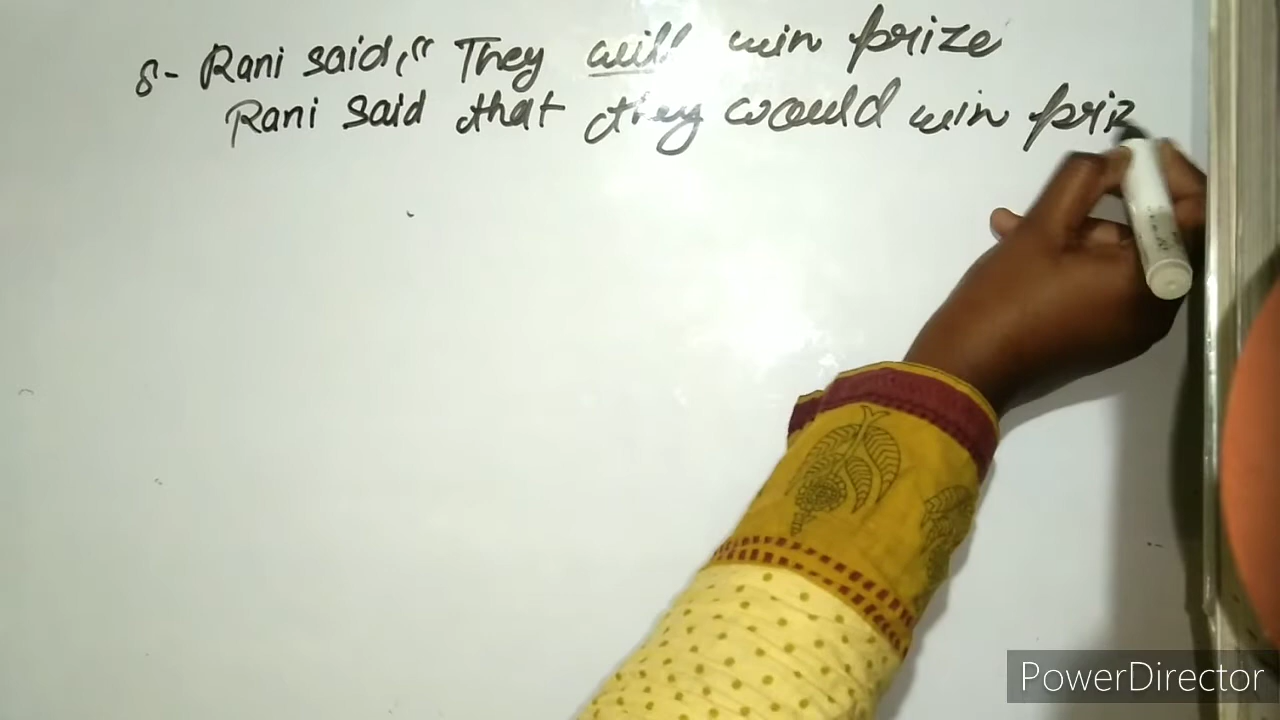 8- Rani said, " They will win prize
Rani said that they would win priz
PowerDirector